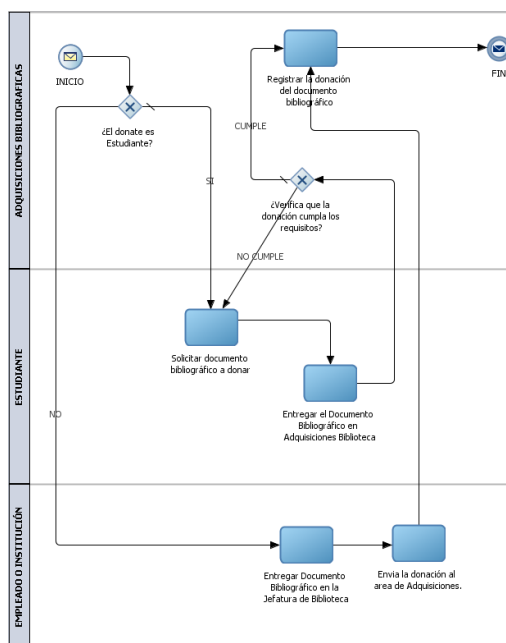 ADQUISICIONES BIBLIOGRAFICAS
INICIO
¿El donate es
Estudiante?
Registrar la donación
del documento
bibliográfico
FIN
CUMPLE
SI
¿Verifica que la
donación cumpla los
requisitos?
NO CUMPLE
ESTUDIANTE
Solicitar documento
bibliográfico a donar
Entregar el Documento
Bibliográfico en
Adquisiciones Biblioteca
NO
EMPLEADO O INSTITUCIÓN
Entregar Documento
Bibliográfico en la
Jefatura de Biblioteca
Envia la donación al
area de Adquisiciones.